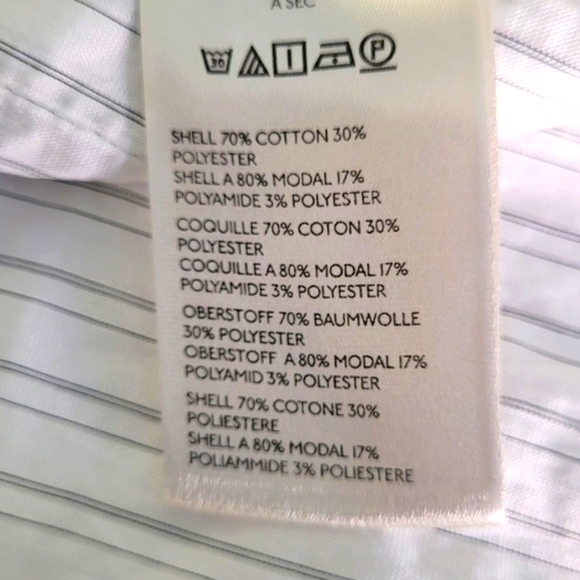 A SEC
30
P
SHELL 70% COTTON 30%
POLYESTER
SHELL A 80% MODAL 17%
POLYAMIDE 3% POLYESTER
COQUILLE 70% COTON 30%
POLYESTER
COQUILLE A 80% MODAL 17%
POLYAMIDE 3% POLYESTER
OBERSTOFF 70% BAUMWOLLE
30% POLYESTER
OBERSTOFF A 80% MODAL 17%
POLYAMID 3% POLYESTER
SHELL 70% COTONE 30%
POLIESTERE
SHELL A 80% MODAL 17%
POLIAMMIDE 3% POLIESTERE